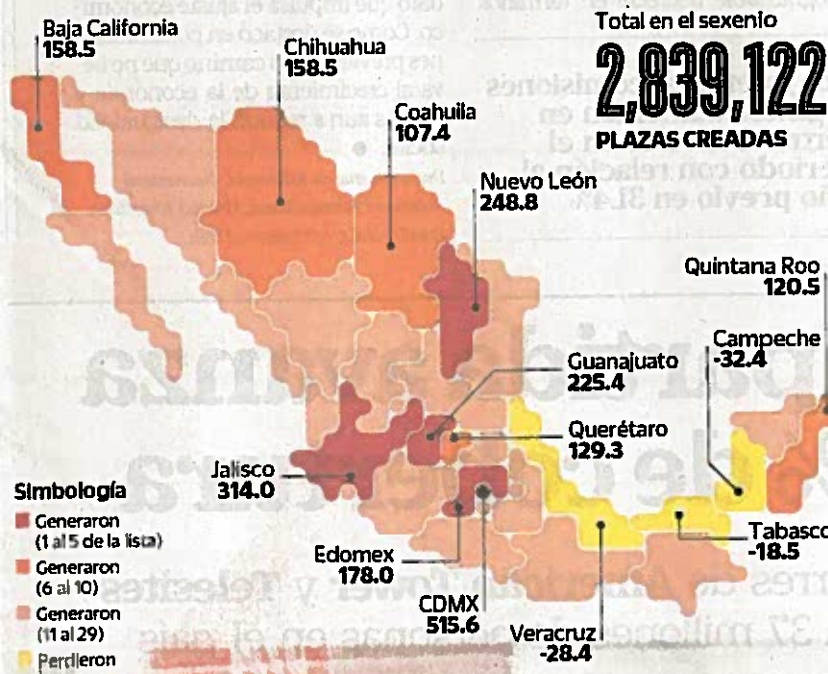 Total en el sexenio
2,839,122
PLAZAS CREADAS
Baja California
158.5
Chihuahua
158.5
Coahuila
107.4
Nuevo León
248.8
Quintana Roo
120.5
Campeche
-32.4
Guanajuato
225.4
Querétaro
129.3
Jalisco
314.0
Edomex
178.0
CDMX
515.6
Veracruz
-28.4
Tabasco
-18.5
Simbología
Generaron
(1 al 5 de la lista)
Generaron
(6 al 10)
Generaron
(11 al 29)
Perdieron